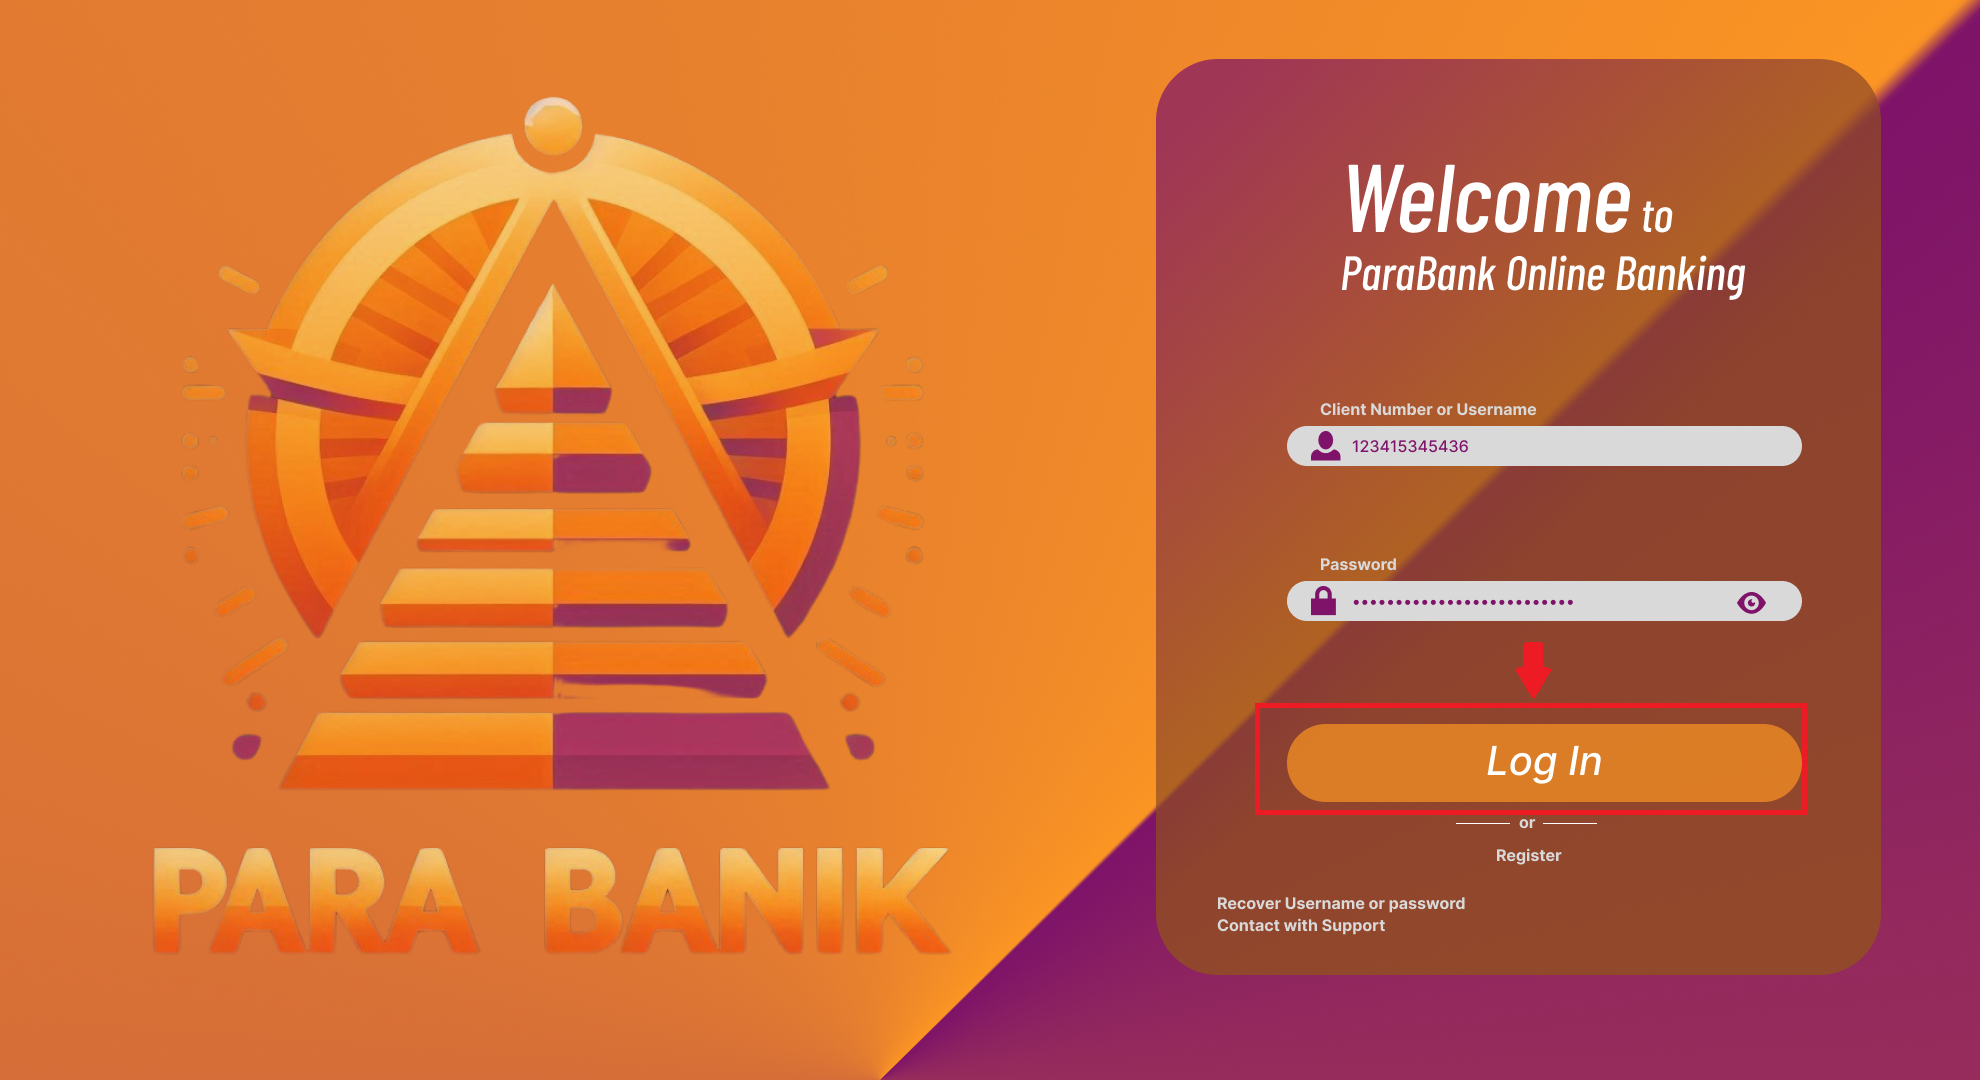 PARA BANIK
Welcome to
ParaBank Online Banking
Client Number or Username
123415345436
Password
Log In
or
Register
Recover Username or password
Contact with Support